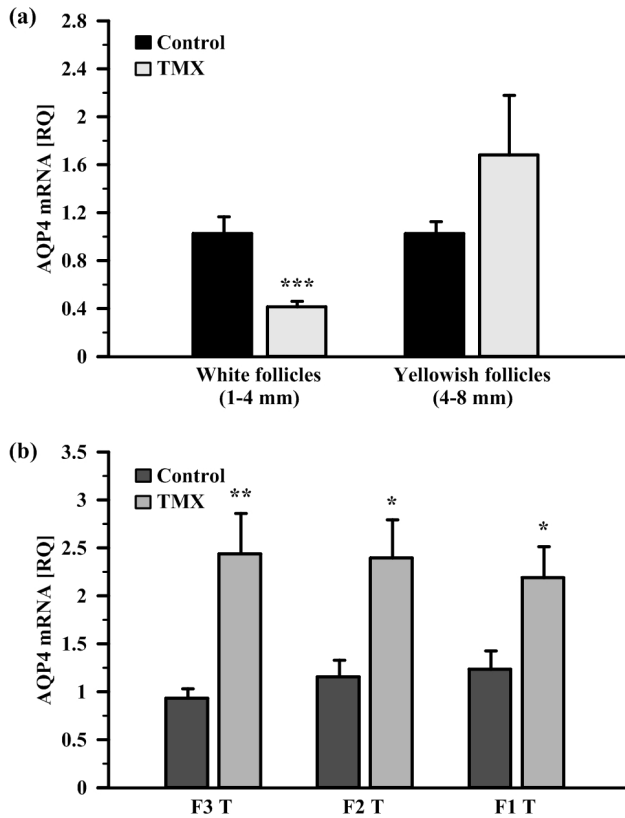 (a)
Control
TMX
AQP4 mRNA [RQ]
2.8
2.4
2
1.6
1.2
0.8
0.4
0
***
White follicles
(1-4 mm)
Yellowish follicles
(4-8 mm)
(b)
Control
TMX
AQP4 mRNA [RQ]
3.5
3
2.5
2
1.5
1
0.5
0
**
*
*
F3 T
F2 T
F1 T